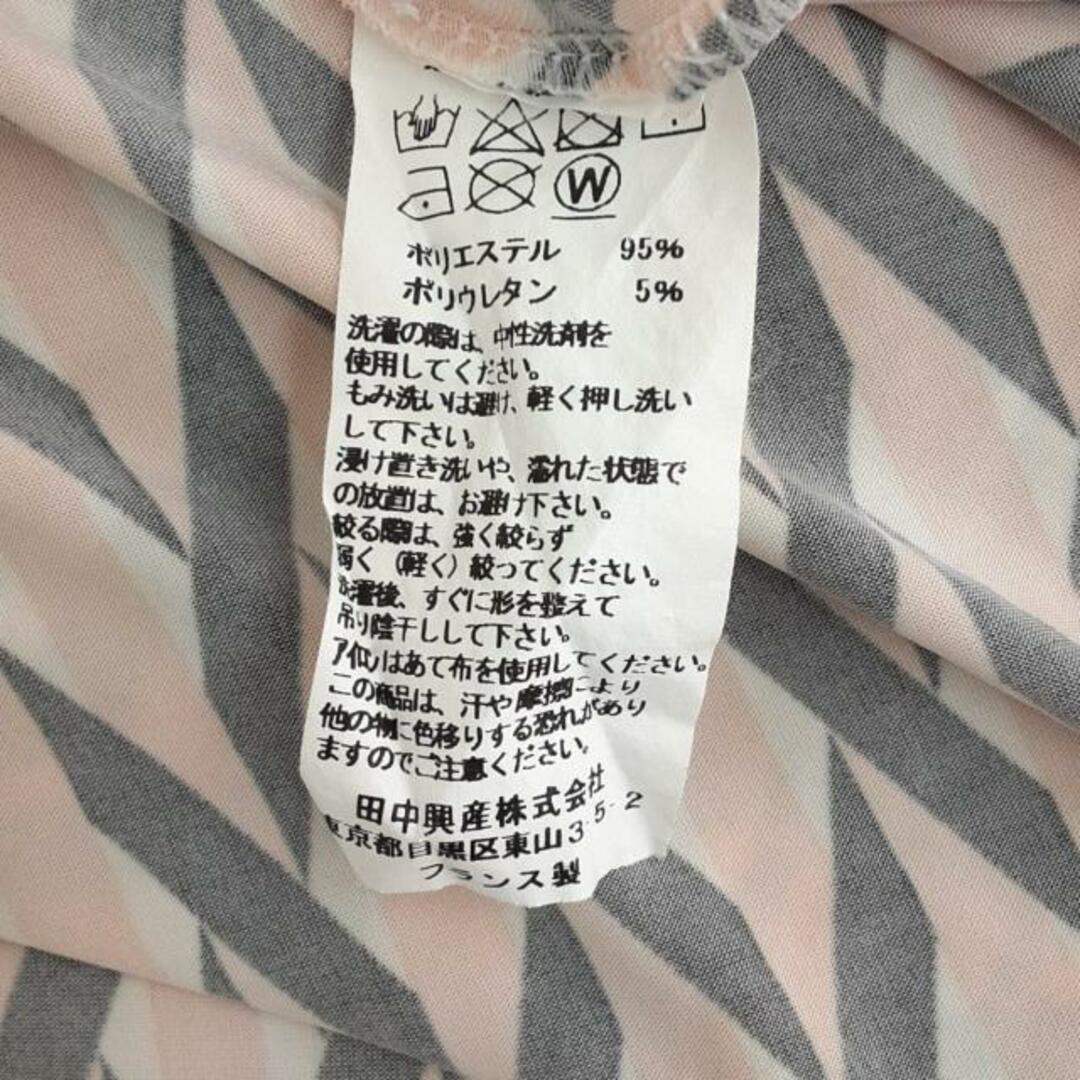 W
ポリエステル 95%
ポリウレタン 5%
洗濯の際は、中性洗剤を
使用してください。
もみ洗いは避け、軽く押し洗い
して下さい。
浸け置き洗いや、濡れた状態で
の放置は、お避け下さい。
絞る際は、強く絞らず
弱く(軽く)絞ってください。
洗濯後、すぐに形を整えて
吊り陰干しして下さい。
アイロンはあて布を使用してください。
この商品は、汗や摩擦により
他の物に色移りする恐れがあり
ますのでご注意ください。
田中興産株式会社
東京都目黒区東山3-5-2
フランス製